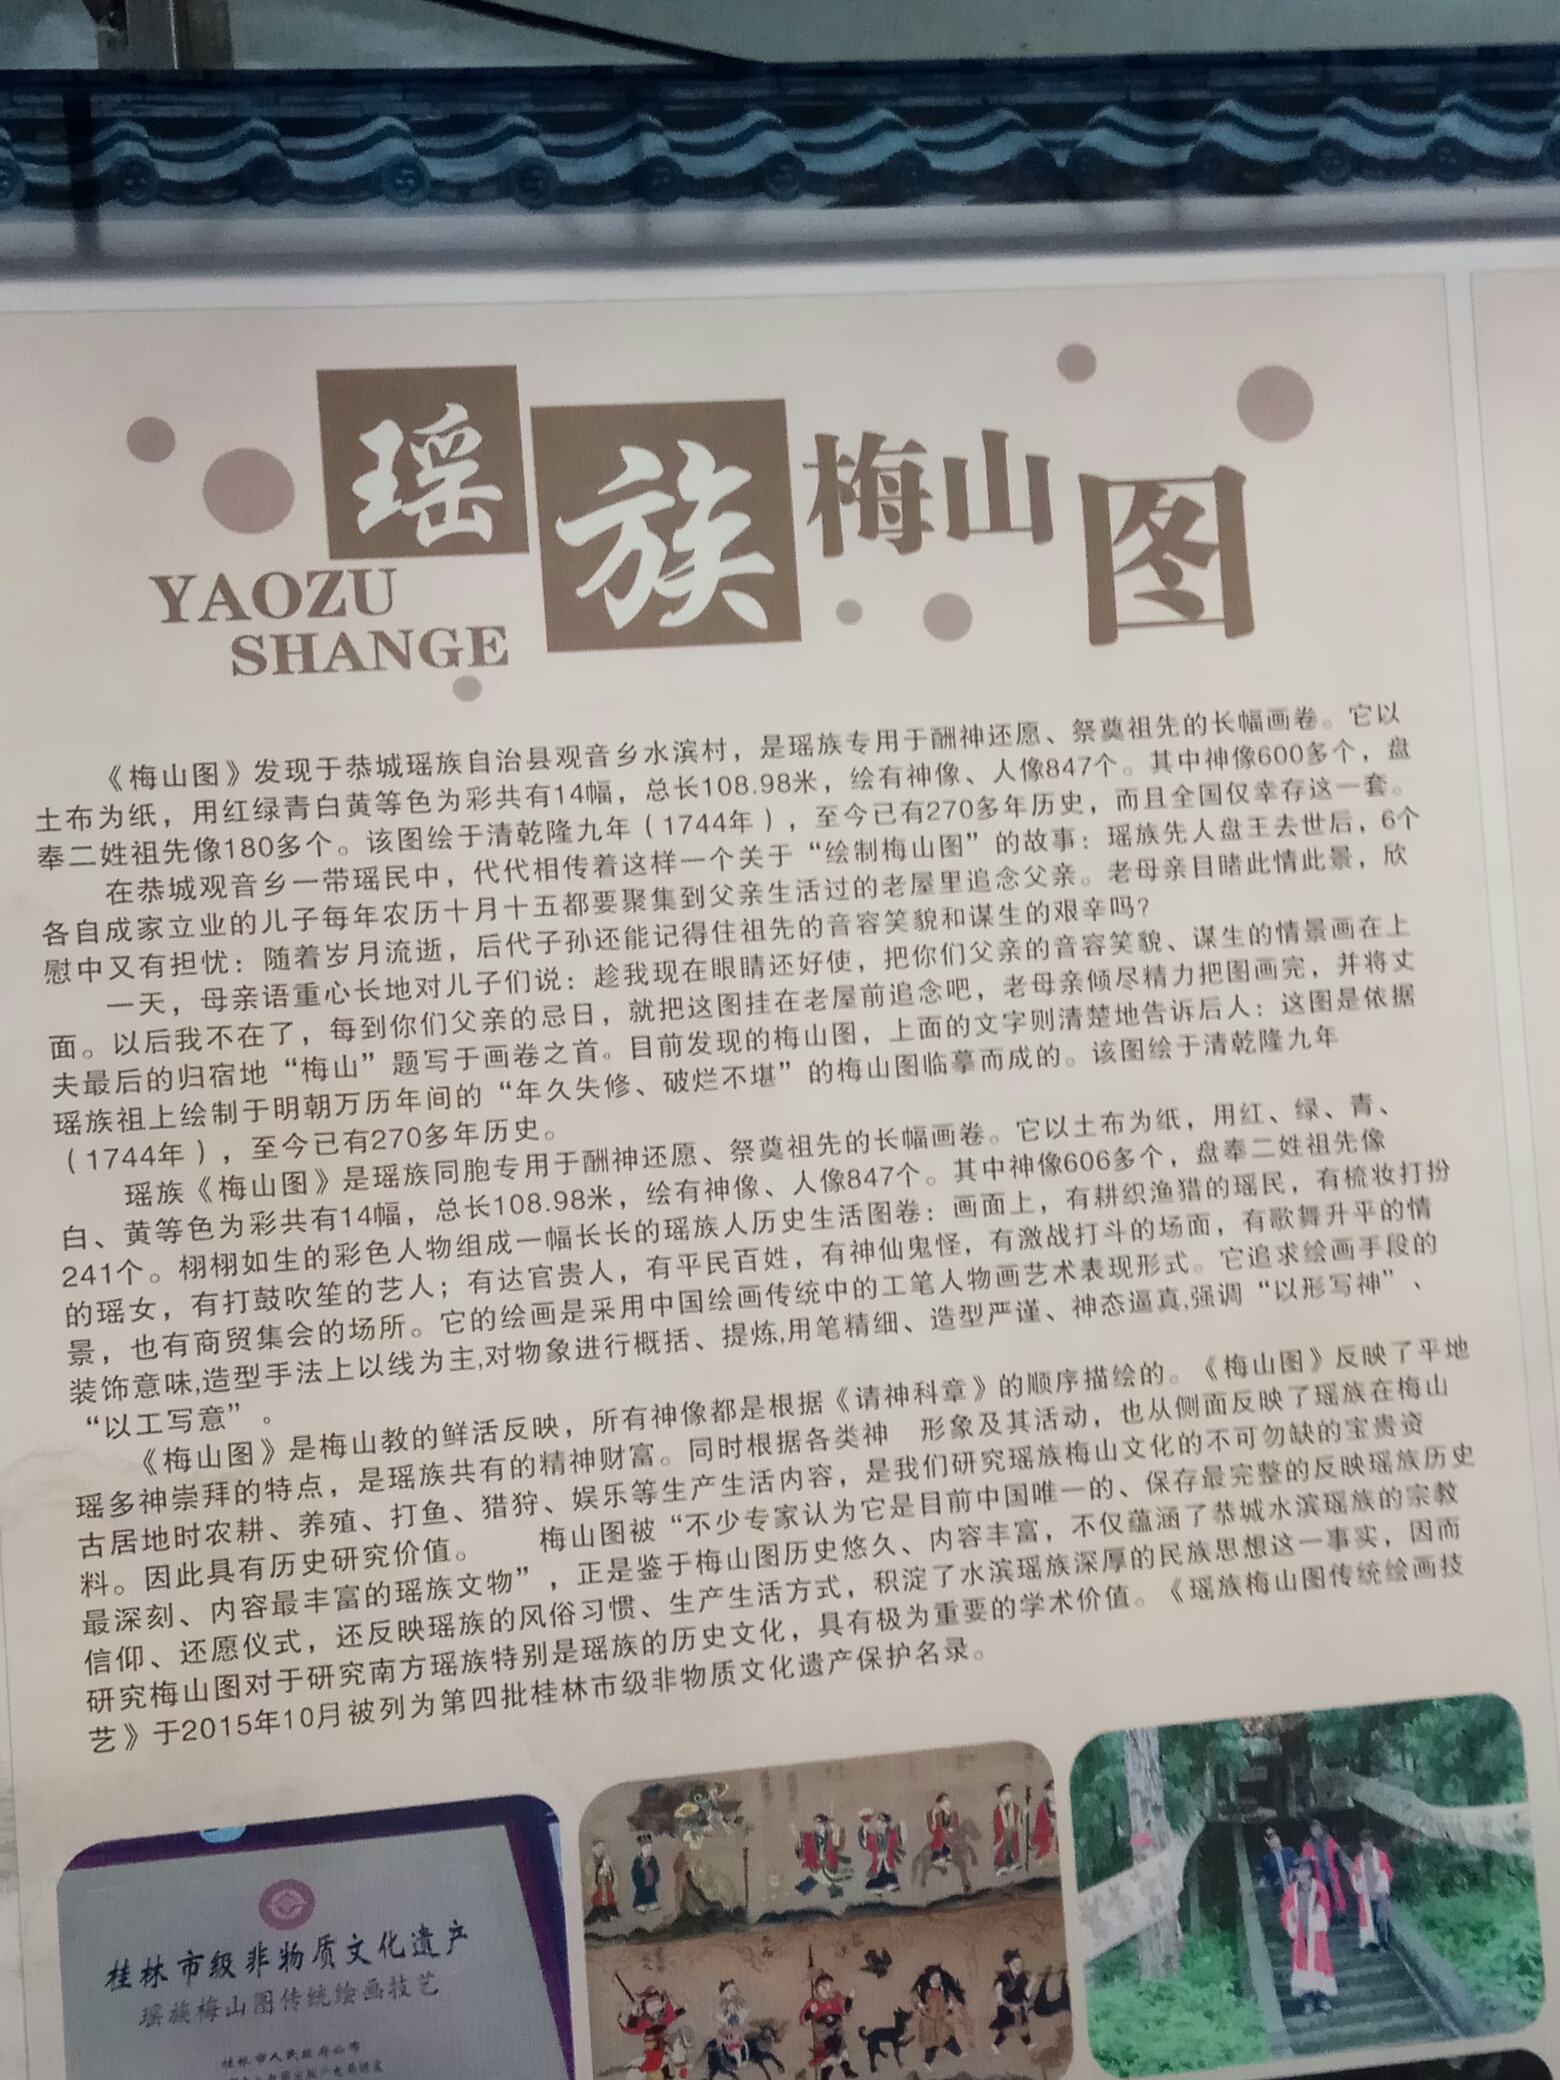 瑶族梅山图
YAOZU
SHANGE
《梅山图》发现于恭城瑶族自治县观音乡水滨村，是瑶族专用于酬神还愿、祭奠祖先的长幅画卷。它以
土布为纸，用红绿青白黄等色为彩共有14幅，总长108.98米，绘有神像、人像847个。其中神像600多个，盘
奉二姓祖先像180多个。该图绘于清乾隆九年（1744年），至今已有270多年历史，而且全国仅幸存这一套。
在恭城观音乡一带瑶民中，代代相传着这样一个关于“绘制梅山图”的故事：瑶族先人盘王去世后，6个
各自成家立业的儿子每年农历十月十五都要聚集到父亲生活过的老屋里追念父亲。老母亲目睹此情此景，欣
慰中又有担忧：随着岁月流逝，后代子孙还能记得住祖先的音容笑貌和谋生的艰辛吗？
一天，母亲语重心长地对儿子们说：趁我现在眼睛还好使，把你们父亲的音容笑貌、谋生的情景画在上
面。以后我不在了，每到你们父亲的忌日，就把这图挂在老屋前追念吧，老母亲倾尽精力把图画完，并将丈
夫最后的归宿地“梅山”题写于画卷之首。目前发现的梅山图，上面的文字则清楚地告诉后人：这图是依据
瑶族祖上绘制于明朝万历年间的“年久失修、破烂不堪”的梅山图临摹而成的。该图绘于清乾隆九年
（1744年），至今已有270多年历史。
瑶族《梅山图》是瑶族同胞专用于酬神还愿、祭奠祖先的长幅画卷。它以土布为纸，用红、绿、青、
白、黄等色为彩共有14幅，总长108.98米，绘有神像、人像847个。其中神像606多个，盘奉二姓祖先像
241个。栩栩如生的彩色人物组成一幅长长的瑶族人历史生活图卷：画面上，有耕织渔猎的瑶民，有梳妆打扮
的瑶女，有打鼓吹笙的艺人；有达官贵人，有平民百姓，有神仙鬼怪，有激战打斗的场面，有歌舞升平的情
景，也有商贸集会的场所。它的绘画是采用中国绘画传统中的工笔人物画艺术表现形式。它追求绘画手段的
装饰意味,造型手法上以线为主,对物象进行概括、提炼,用笔精细、造型严谨、神态逼真,强调“以形写神”、
“以工写意”。
《梅山图》是梅山教的鲜活反映，所有神像都是根据《请神科章》的顺序描绘的。《梅山图》反映了平地
瑶多神崇拜的特点，是瑶族共有的精神财富。同时根据各类神 形象及其活动，也从侧面反映了瑶族在梅山
古居地时农耕、养殖、打鱼、猎狩、娱乐等生产生活内容，是我们研究瑶族梅山文化的不可勿缺的宝贵资
料。因此具有历史研究价值。 梅山图被“不少专家认为它是目前中国唯一的、保存最完整的反映瑶族历史
最深刻、内容最丰富的瑶族文物”，正是鉴于梅山图历史悠久、内容丰富，不仅蕴涵了恭城水滨瑶族的宗教
信仰、还愿仪式，还反映瑶族的风俗习惯、生产生活方式，积淀了水滨瑶族深厚的民族思想这一事实，因而
研究梅山图对于研究南方瑶族特别是瑶族的历史文化，具有极为重要的学术价值。《瑶族梅山图传统绘画技
艺》于2015年10月被列为第四批桂林市级非物质文化遗产保护名录。
桂林市级非物质文化遗产
瑶族梅山图传统绘画技艺
桂林市人民政府公布